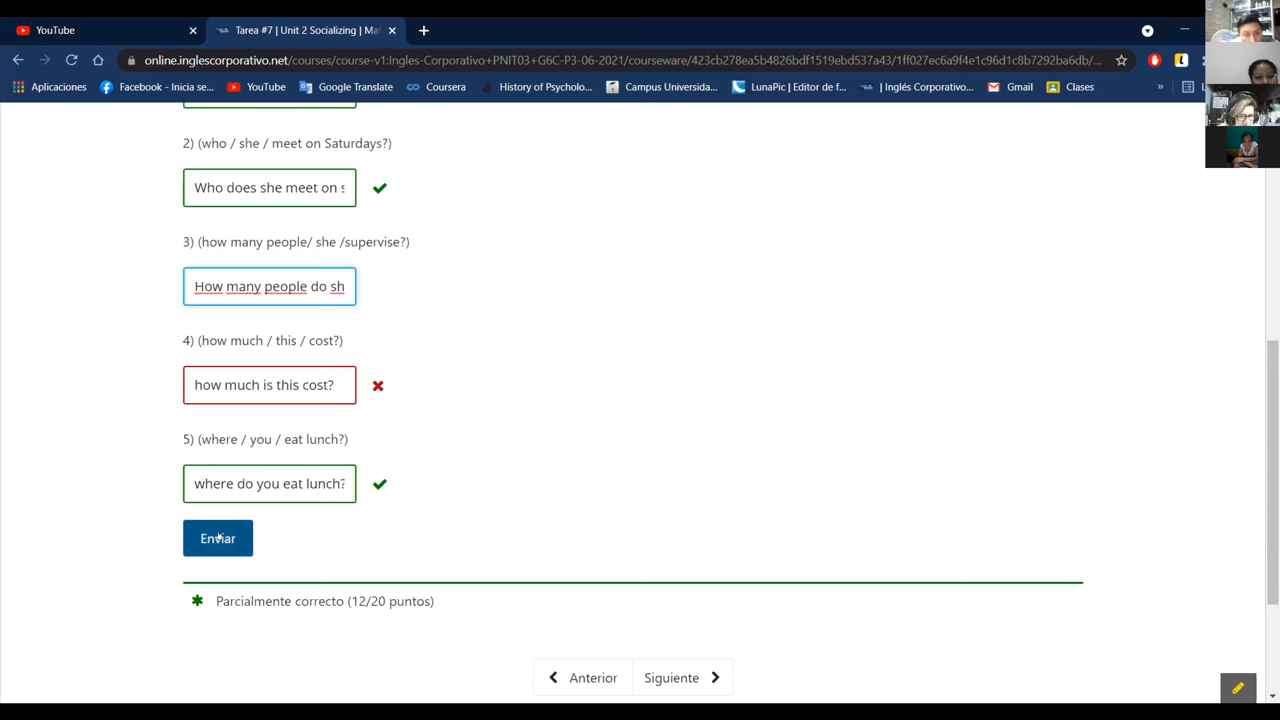 YouTube
Tarea #7 | Unit 2 Socializing | Ma
online.inglescorporativo.net/courses/course-v1:Ingles-Corporativo+PNIT03+G6C-P3-06-2021/courseware/423cb278ea5b4826bdf1519ebd537a43/1ff027ec6a9f4e1c96d1c8b7292ba6db/...
Aplicaciones
Facebook - Inicia se...
YouTube
Google Translate
Coursera
History of Psycholo...
Campus Universida...
LunaPic | Editor de f...
| Inglés Corporativo...
Gmail
Clases
»
2) (who / she / meet on Saturdays?)
Who does she meet on s
3) (how many people/ she /supervise?)
How many people do sh
4) (how much / this / cost?)
how much is this cost?
5) (where / you / eat lunch?)
where do you eat lunch?
Enviar
Parcialmente correcto (12/20 puntos)
Anterior
Siguiente